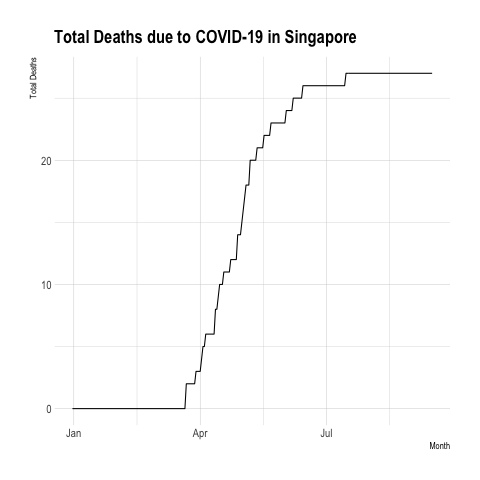 Total Deaths due to COVID-19 in Singapore
Total Deaths
20
10
0
Jan Apr Jul
Month